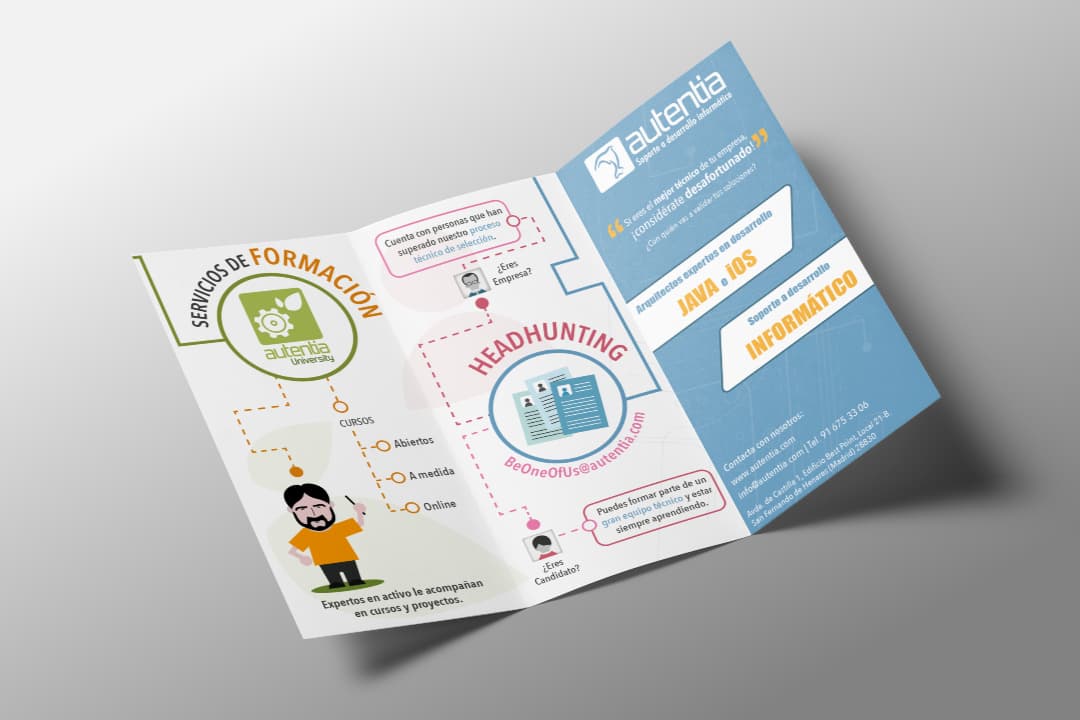 SERVICIOS DE FORMACIÓN
autentia
University
CURSOS
Abiertos
A medida
Online
Expertos en activo le acompañan
en cursos y proyectos.
Cuenta con personas que han
superado nuestro proceso
técnico de selección.
¿Eres
Empresa?
HEADHUNTING
BeOneOfUs@autentia.com
Puedes formar parte de un
gran equipo técnico y estar
siempre aprendiendo.
¿Eres
Candidato?
autentia
Soporte a desarrollo informático
“ Si eres el mejor técnico de tu empresa,
¡considérate desafortunado! ”
¿Con quién vas a validar tus soluciones?
Arquitectos expertos en desarrollo
JAVA e iOS
Soporte a desarrollo
INFORMÁTICO
Contacta con nosotros:
www.autentia.com
info@autentia.com | Tel 91 675 33 06
Avda. de Castilla 1, Edificio Best Point, Local 21-B.
San Fernando de Henares (Madrid) 28830